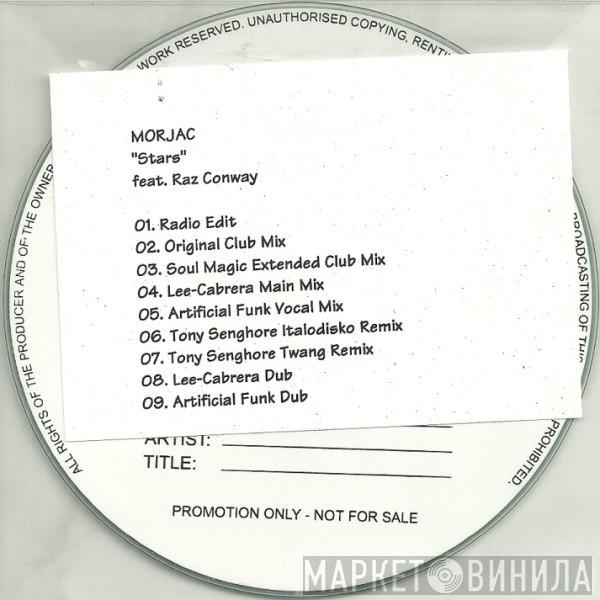 WORK RESERVED. UNAUTHORISED COPYING, RENTI
MORJAC
"Stars"
feat. Raz Conway
01. Radio Edit
02. Original Club Mix
03. Soul Magic Extended Club Mix
04. Lee-Cabrera Main Mix
05. Artificial Funk Vocal Mix
06. Tony Senghore Italodisko Remix
07. Tony Senghore Twang Remix
08. Lee-Cabrera Dub
09. Artificial Funk Dub
ALL RIGHTS OF THE PRODUCER AND OF THE OWNER
BROADCASTING OF THIS
PROHIBITED.
ARTIST:
TITLE:
PROMOTION ONLY - NOT FOR SALE
МАРКЕТ ВИНИЛА